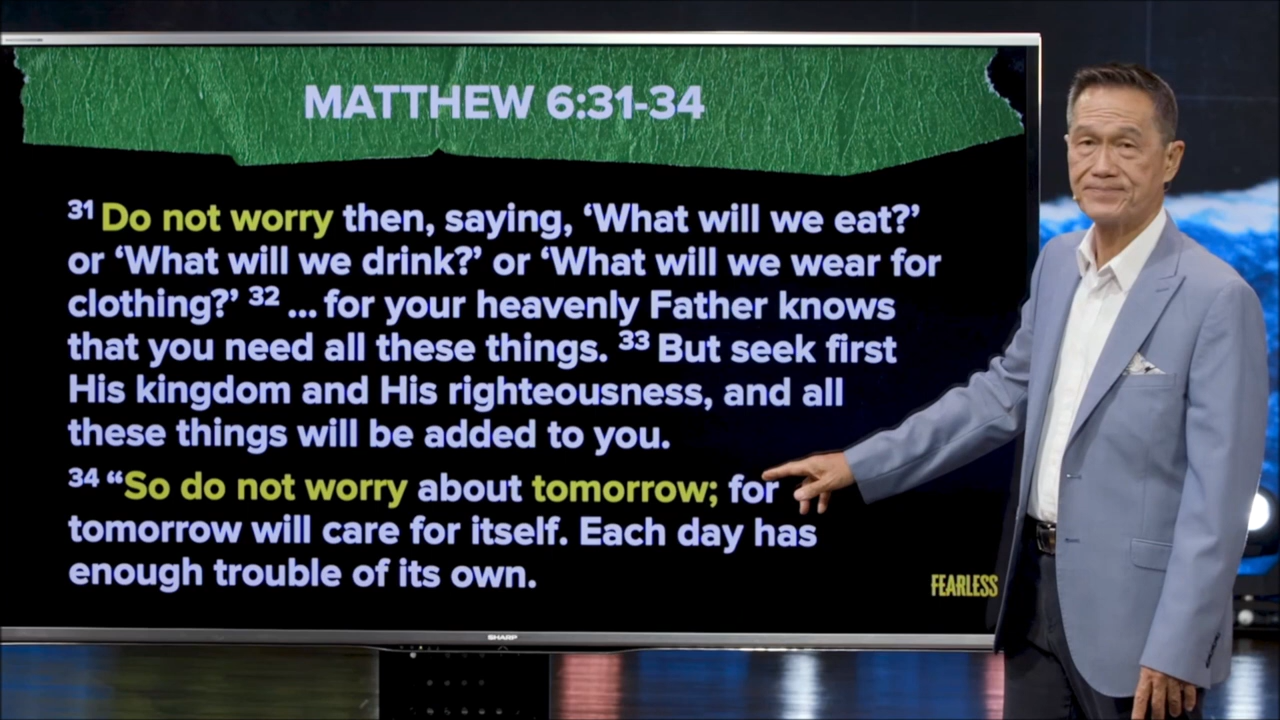 MATTHEW 6:31-34
31 Do not worry then, saying, ‘What will we eat?’
or ‘What will we drink?’ or ‘What will we wear for
clothing?’ 32 ... for your heavenly Father knows
that you need all these things. 33 But seek first
His kingdom and His righteousness, and all
these things will be added to you.
34 “So do not worry about tomorrow; for
tomorrow will care for itself. Each day has
enough trouble of its own.
FEARLESS
SHARP